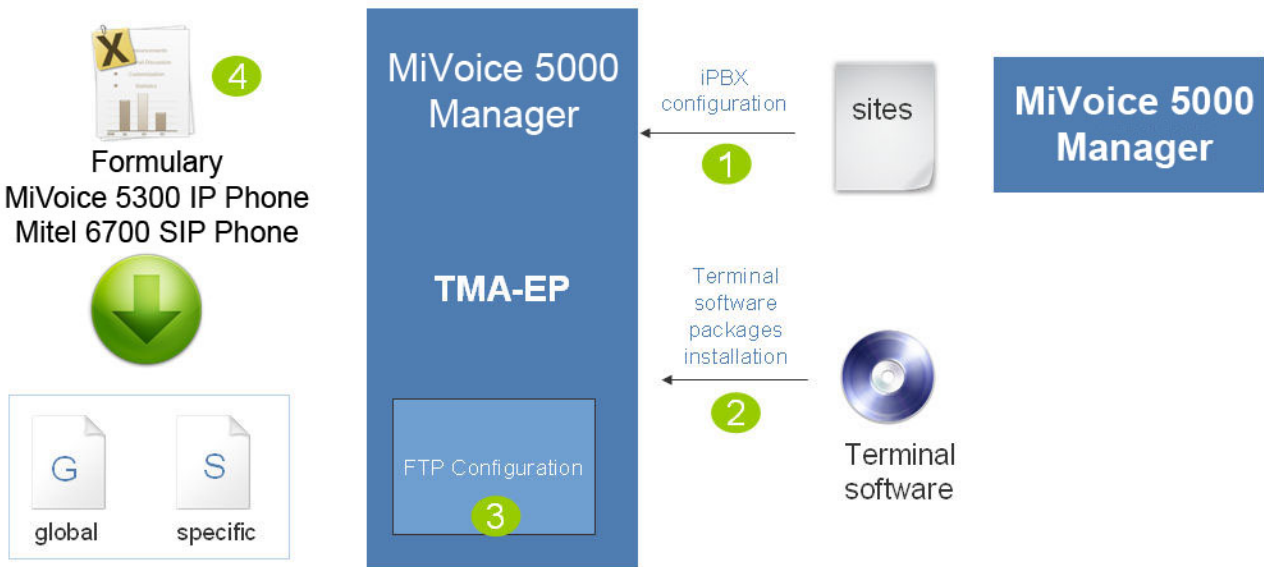 X
4
Formulary
MiVoice 5300 IP Phone
Mitel 6700 SIP Phone
G
global
S
specific
MiVoice 5000
Manager
TMA-EP
FTP Configuration
3
iPBX
configuration
1
sites
MiVoice 5000
Manager
Terminal
software
packages
installation
2
Terminal
software